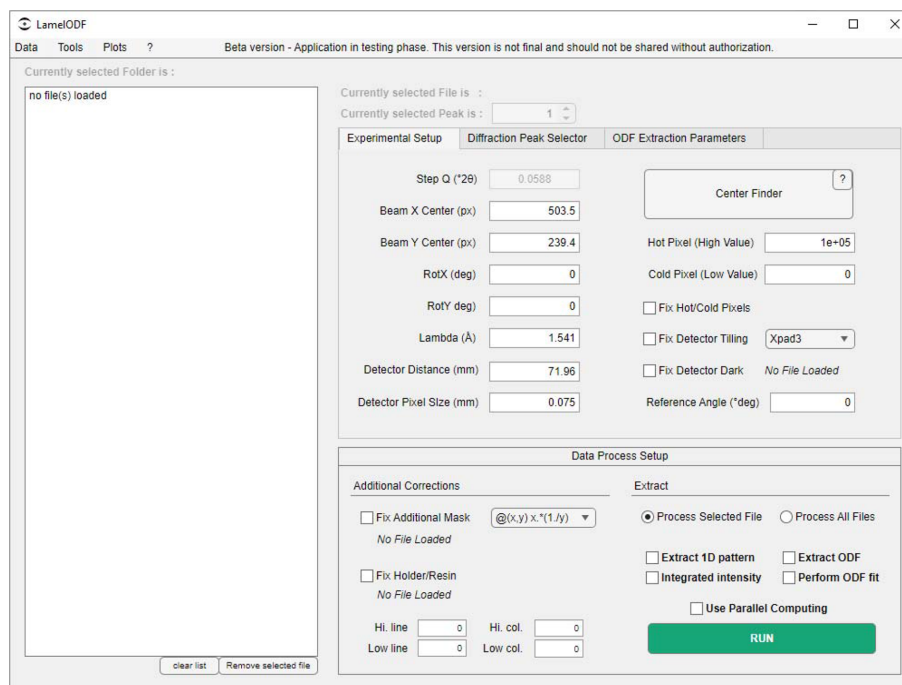 LamelODF
Data Tools Plots ? Beta version - Application in testing phase. This version is not final and should not be shared without authorization.
Currently selected Folder is :
no file(s) loaded
Currently selected File is :
Currently selected Peak is : 1
Experimental Setup Diffraction Peak Selector ODF Extraction Parameters
Step Q (°2θ) 0.0588
Center Finder ?
Beam X Center (px) 503.5
Beam Y Center (px) 239.4 Hot Pixel (High Value) 1e+05
RotX (deg) 0 Cold Pixel (Low Value) 0
RotY deg) 0 Fix Hot/Cold Pixels
Lambda (Å) 1.541 Fix Detector Tilling Xpad3
Detector Distance (mm) 71.96 Fix Detector Dark No File Loaded
Detector Pixel SIze (mm) 0.075 Reference Angle (°deg) 0
Data Process Setup
Additional Corrections Extract
Fix Additional Mask @(x,y) x.*(1./y) Process Selected File Process All Files
No File Loaded
Extract 1D pattern Extract ODF
Fix Holder/Resin Integrated intensity Perform ODF fit
No File Loaded
Use Parallel Computing
Hi. line 0 Hi. col. 0
RUN
Low line 0 Low col. 0
clear list Remove selected file